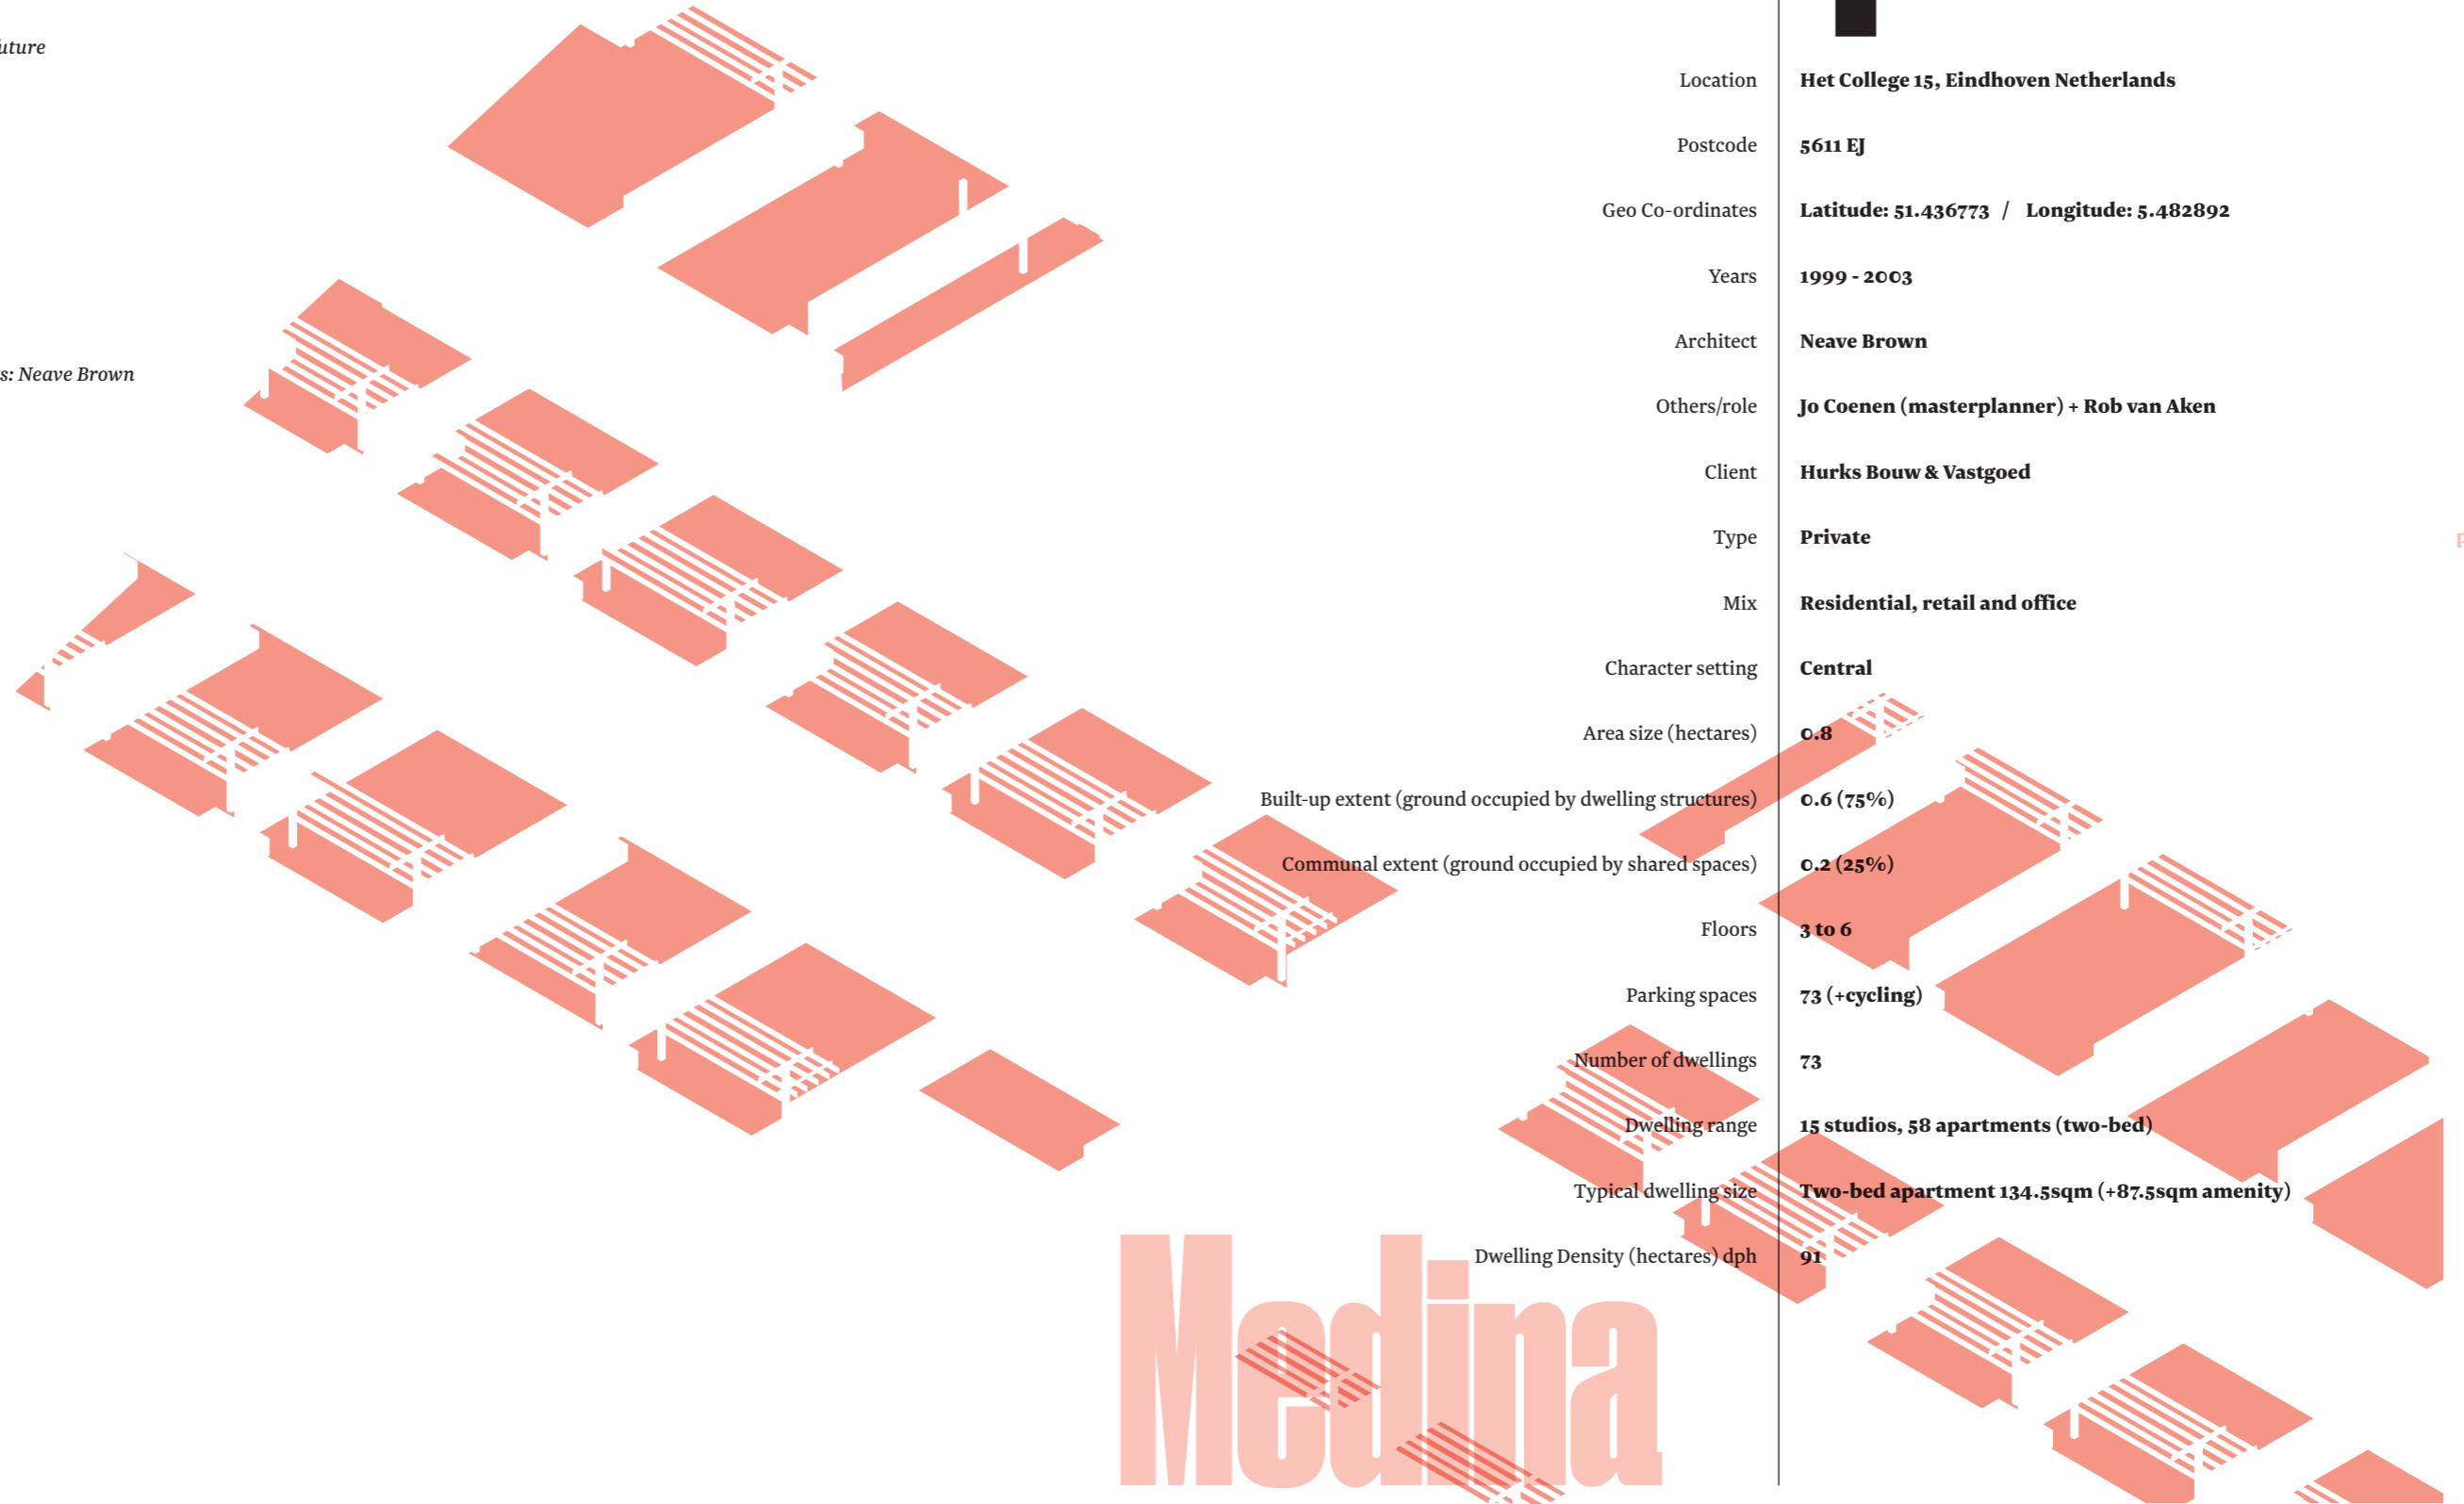 uture
s: Neave Brown
Location Het College 15, Eindhoven Netherlands
Postcode 5611 EJ
Geo Co-ordinates Latitude: 51.436773 / Longitude: 5.482892
Years 1999 - 2003
Architect Neave Brown
Others/role Jo Coenen (masterplanner) + Rob van Aken
Client Hurks Bouw & Vastgoed
Type Private
Mix Residential, retail and office
Character setting Central
Area size (hectares) 0.8
Built-up extent (ground occupied by dwelling structures) 0.6 (75%)
Communal extent (ground occupied by shared spaces) 0.2 (25%)
Floors 3 to 6
Parking spaces 73 (+cycling)
Number of dwellings 73
Dwelling range 15 studios, 58 apartments (two-bed)
Typical dwelling size Two-bed apartment 134.5sqm (+87.5sqm amenity)
Dwelling Density (hectares) dph 91
Medina